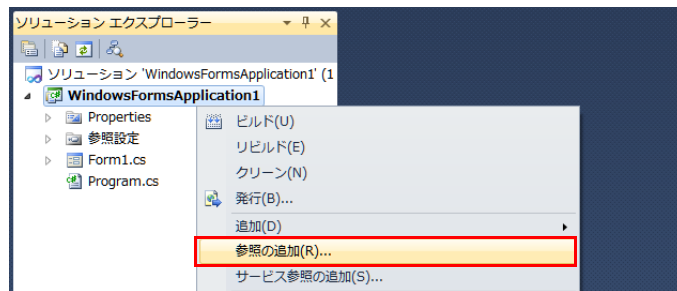 ソリューション エクスプローラー
ソリューション 'WindowsFormsApplication1' (1
WindowsFormsApplication1
Properties
参照設定
Form1.cs
Program.cs
ビルド(U)
リビルド(E)
クリーン(N)
発行(B)...
追加(D)
参照の追加(R)...
サービス参照の追加(S)...